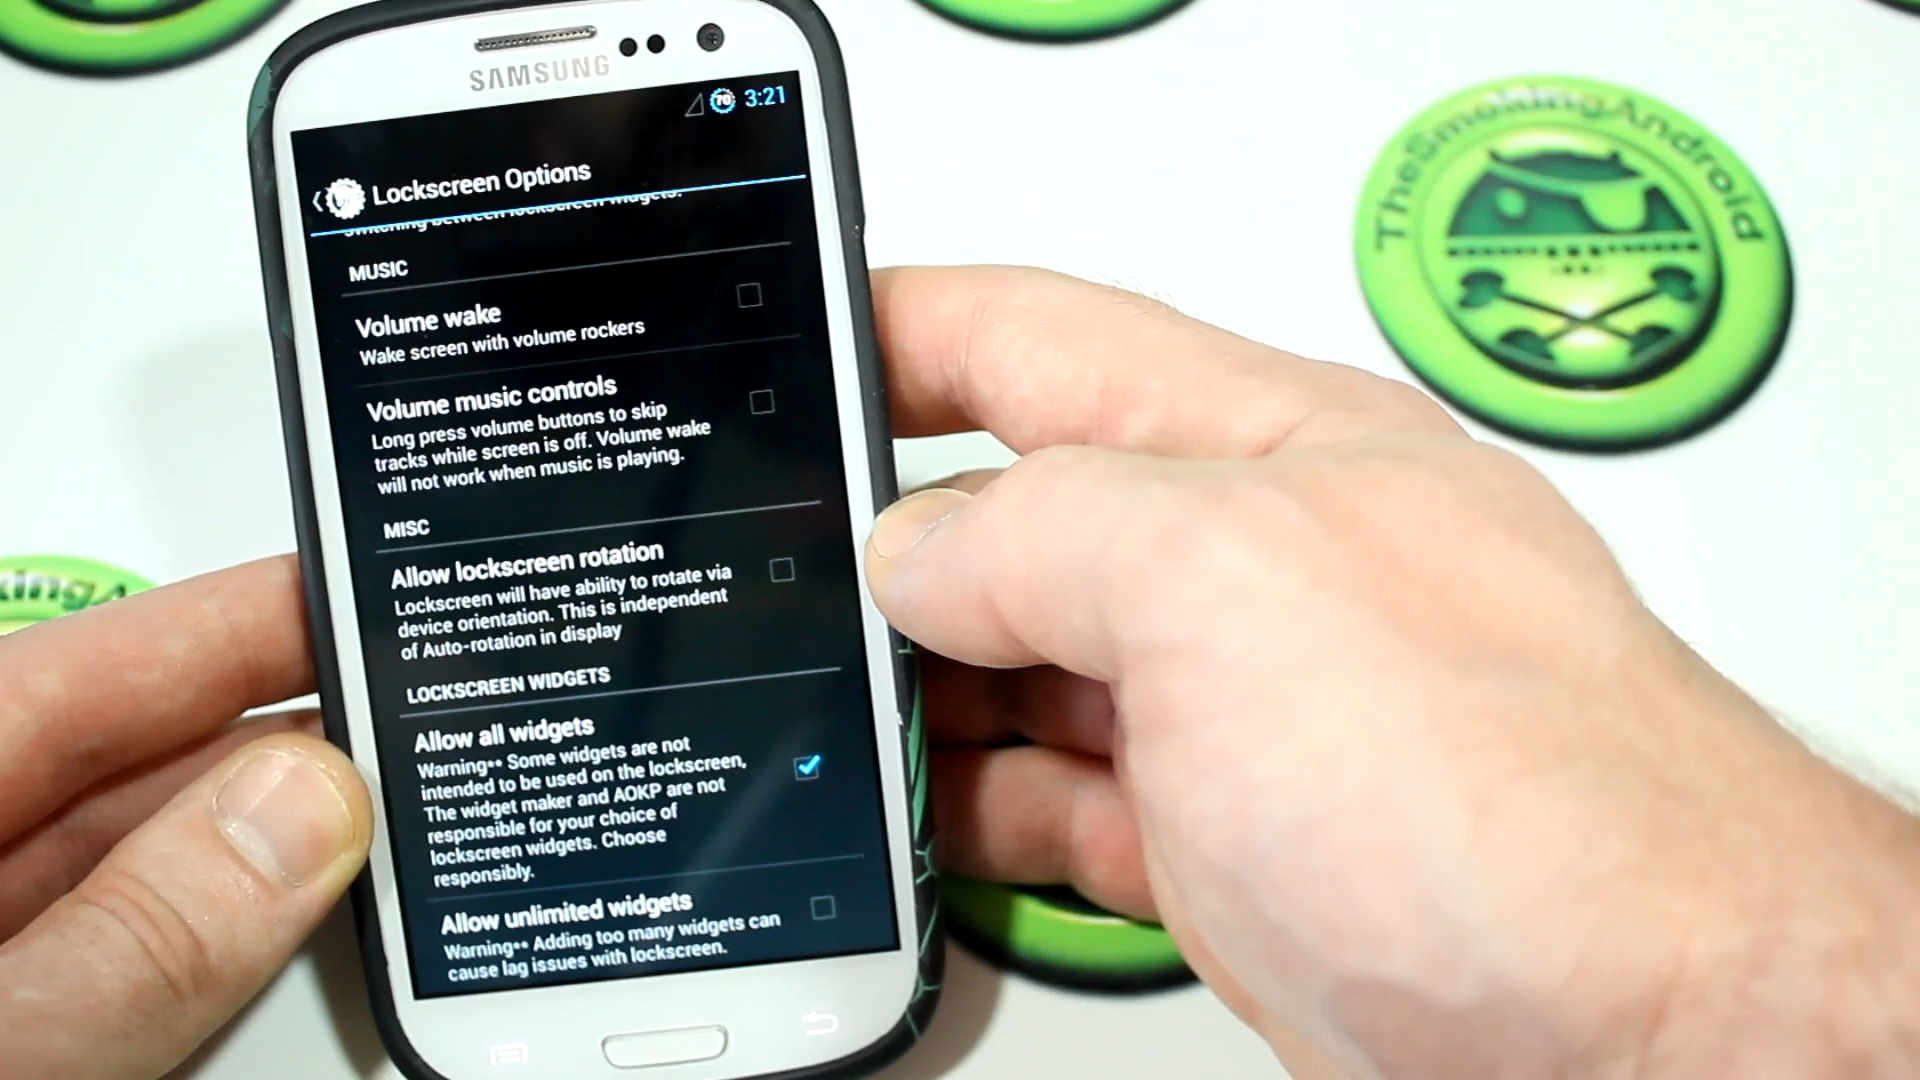 SAMSUNG
70 3:21
Lockscreen Options
switching between lockscreen widgets.
MUSIC
Volume wake
Wake screen with volume rockers
Volume music controls
Long press volume buttons to skip
tracks while screen is off. Volume wake
will not work when music is playing.
MISC
Allow lockscreen rotation
Lockscreen will have ability to rotate via
device orientation. This is independent
of Auto-rotation in display
LOCKSCREEN WIDGETS
Allow all widgets
Warning** Some widgets are not
intended to be used on the lockscreen,
The widget maker and AOKP are not
responsible for your choice of
lockscreen widgets. Choose
responsibly.
Allow unlimited widgets
Warning** Adding too many widgets can
cause lag issues with lockscreen.
TheSmokingAndroid